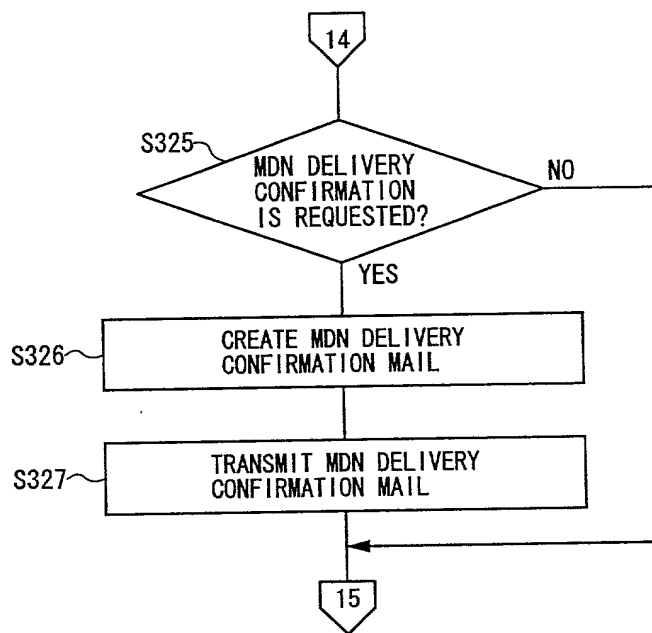 14
S325
MDN DELIVERY
CONFIRMATION
IS REQUESTED?
NO
YES
S326
CREATE MDN DELIVERY
CONFIRMATION MAIL
S327
TRANSMIT MDN DELIVERY
CONFIRMATION MAIL
15